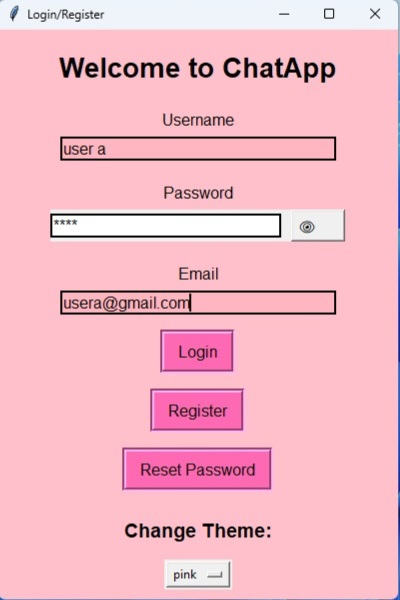 Login/Register
Welcome to ChatApp
Username
user a
Password
****
Email
usera@gmail.com
Login
Register
Reset Password
Change Theme:
pink